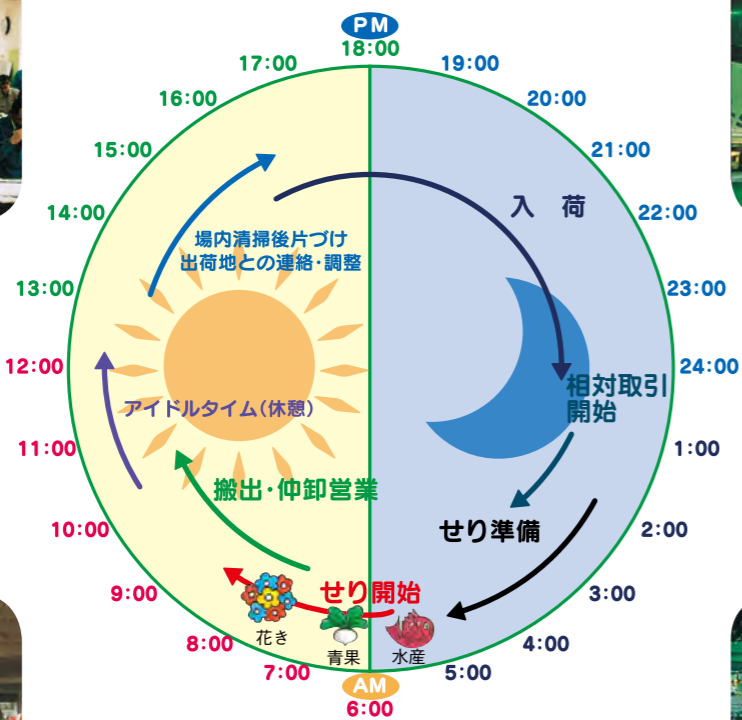 PM
18:00
19:00
20:00
21:00
22:00
23:00
24:00
1:00
2:00
3:00
4:00
5:00
AM
6:00
7:00
8:00
9:00
10:00
11:00
12:00
13:00
14:00
15:00
16:00
17:00
入 荷
相対取引
開始
せり準備
せり開始
水産
青果
花き
搬出・仲卸営業
アイドルタイム(休憩)
場内清掃後片づけ
出荷地との連絡・調整